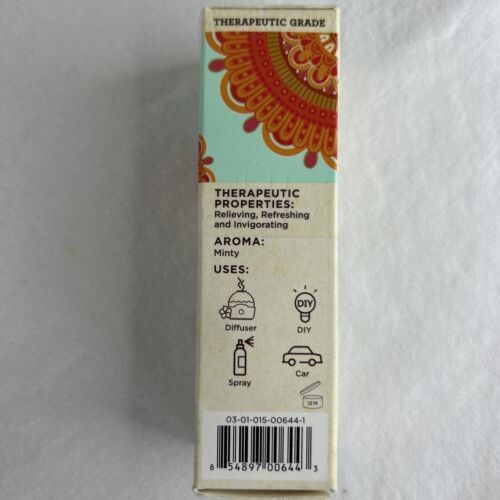 THERAPEUTIC GRADE
THERAPEUTIC
PROPERTIES:
Relieving, Refreshing
and Invigorating
AROMA:
Minty
USES:
Diffuser
DIY
DIY
Spray
Car
12 M
03-01-015-00644-1
8 54897 00644 3